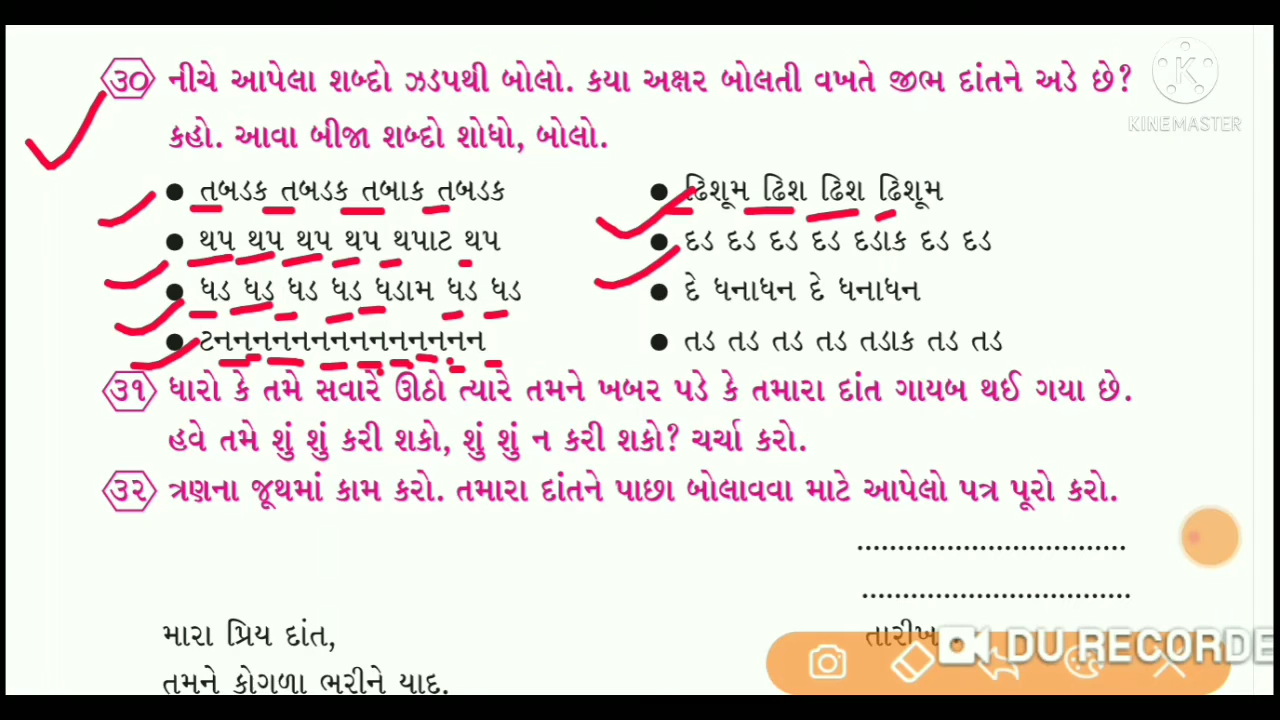 ૩૦ નીચે આપેલા શબ્દો ઝડપથી બોલો. કયા અક્ષર બોલતી વખતે જીભ દાંતને અડે છે?
કહો. આવા બીજા શબ્દો શોધો, બોલો.
● તબડક તબડક તબાક તબડક
● ઢિશૂમ ઢિશ ઢિશ ઢિશૂમ
● થપ થપ થપ થપ થપાટ થપ
● દડ દડ દડ દડ દડાક દડ દડ
● ધડ ધડ ધડ ધડ ધડામ ધડ ધડ
● દે ધનાધન દે ધનાધન
● ટનનનનનનનનનનનનનન
● તડ તડ તડ તડ તડાક તડ તડ
૩૧ ધારો કે તમે સવારે ઊઠો ત્યારે તમને ખબર પડે કે તમારા દાંત ગાયબ થઈ ગયા છે.
હવે તમે શું શું કરી શકો, શું શું ન કરી શકો? ચર્ચા કરો.
૩૨ ત્રણના જૂથમાં કામ કરો. તમારા દાંતને પાછા બોલાવવા માટે આપેલો પત્ર પૂરો કરો.
................................
................................
મારા પ્રિય દાંત,
તારીખ
તમને કોગળા ભરીને યાદ.
K
KINEMASTER
DU RECORDE